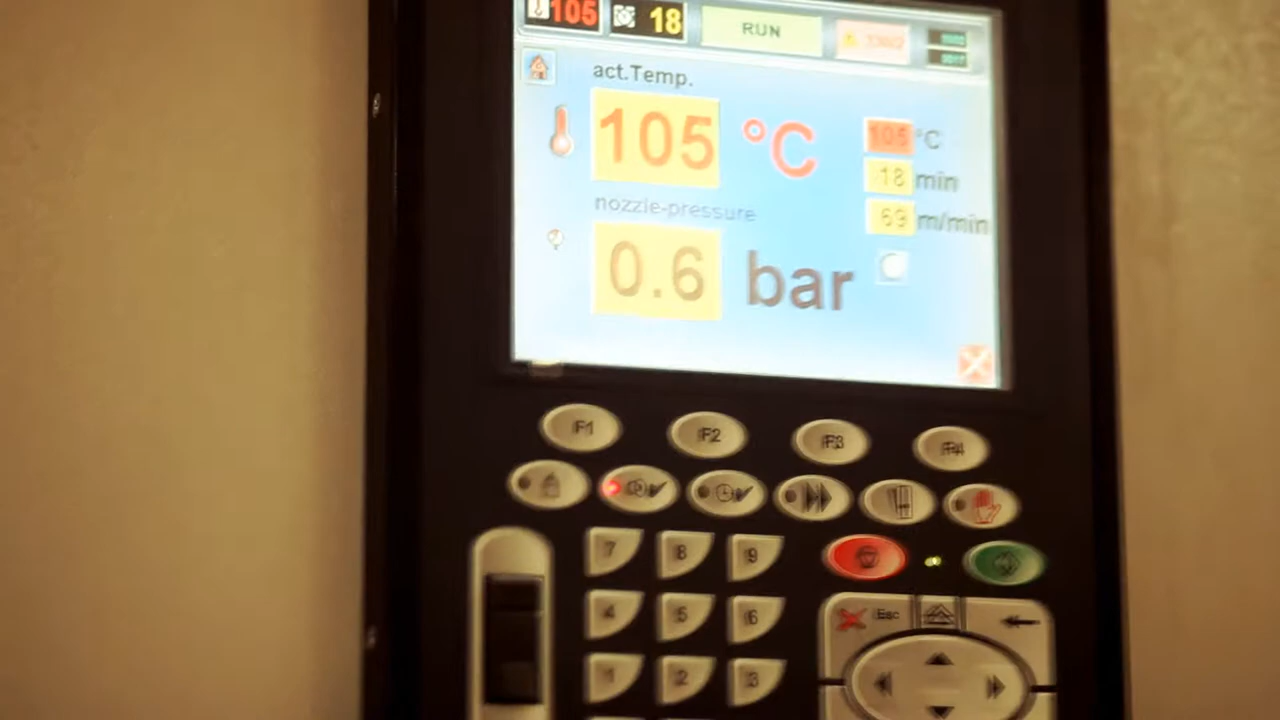 105 18 RUN
act.Temp.
105 °C
105 °C
18 min
nozzle-pressure
69 m/min
0.6 bar
F1 F2 F3 F4
7 8 9
4 5 6
Esc
1 2 3